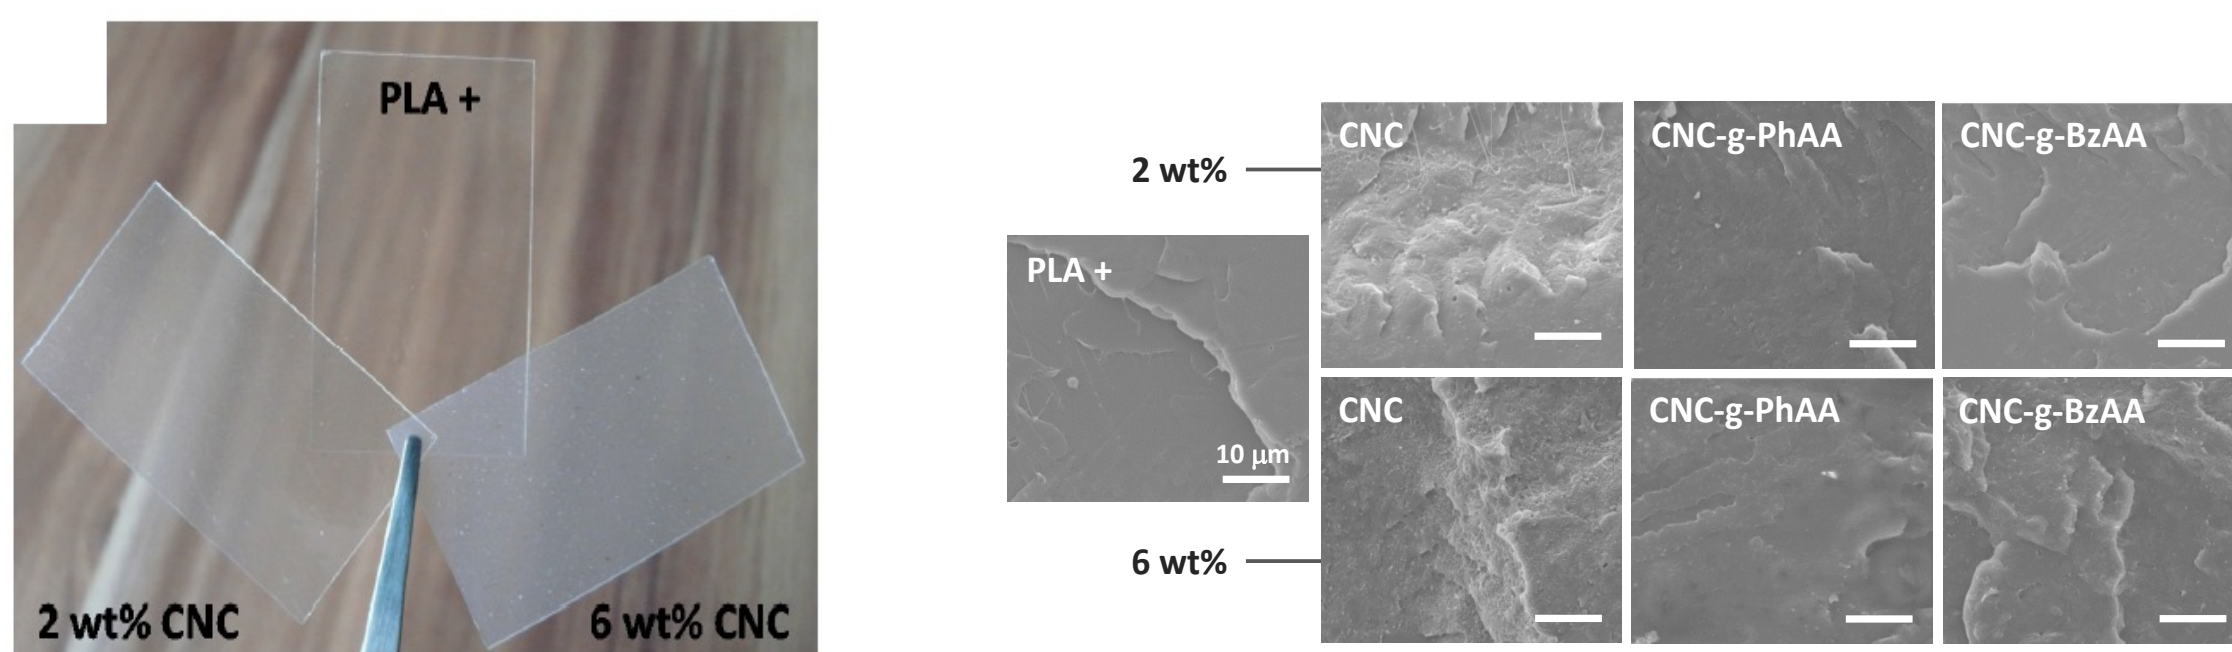 PLA +
2 wt% CNC
6 wt% CNC
2 wt%
CNC
CNC-g-PhAA
CNC-g-BzAA
PLA +
10 μm
6 wt%
CNC
CNC-g-PhAA
CNC-g-BzAA